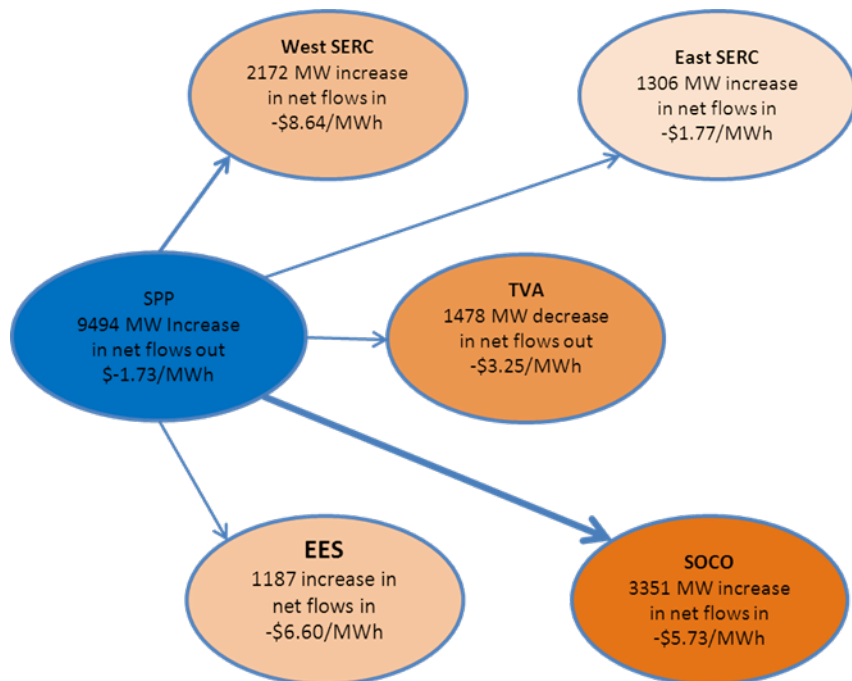 West SERC
2172 MW increase
in net flows in
-$8.64/MWh
East SERC
1306 MW increase
in net flows in
-$1.77/MWh
SPP
9494 MW Increase
in net flows out
$-1.73/MWh
TVA
1478 MW decrease
in net flows out
-$3.25/MWh
EES
1187 increase in
net flows in
-$6.60/MWh
SOCO
3351 MW increase
in net flows in
-$5.73/MWh